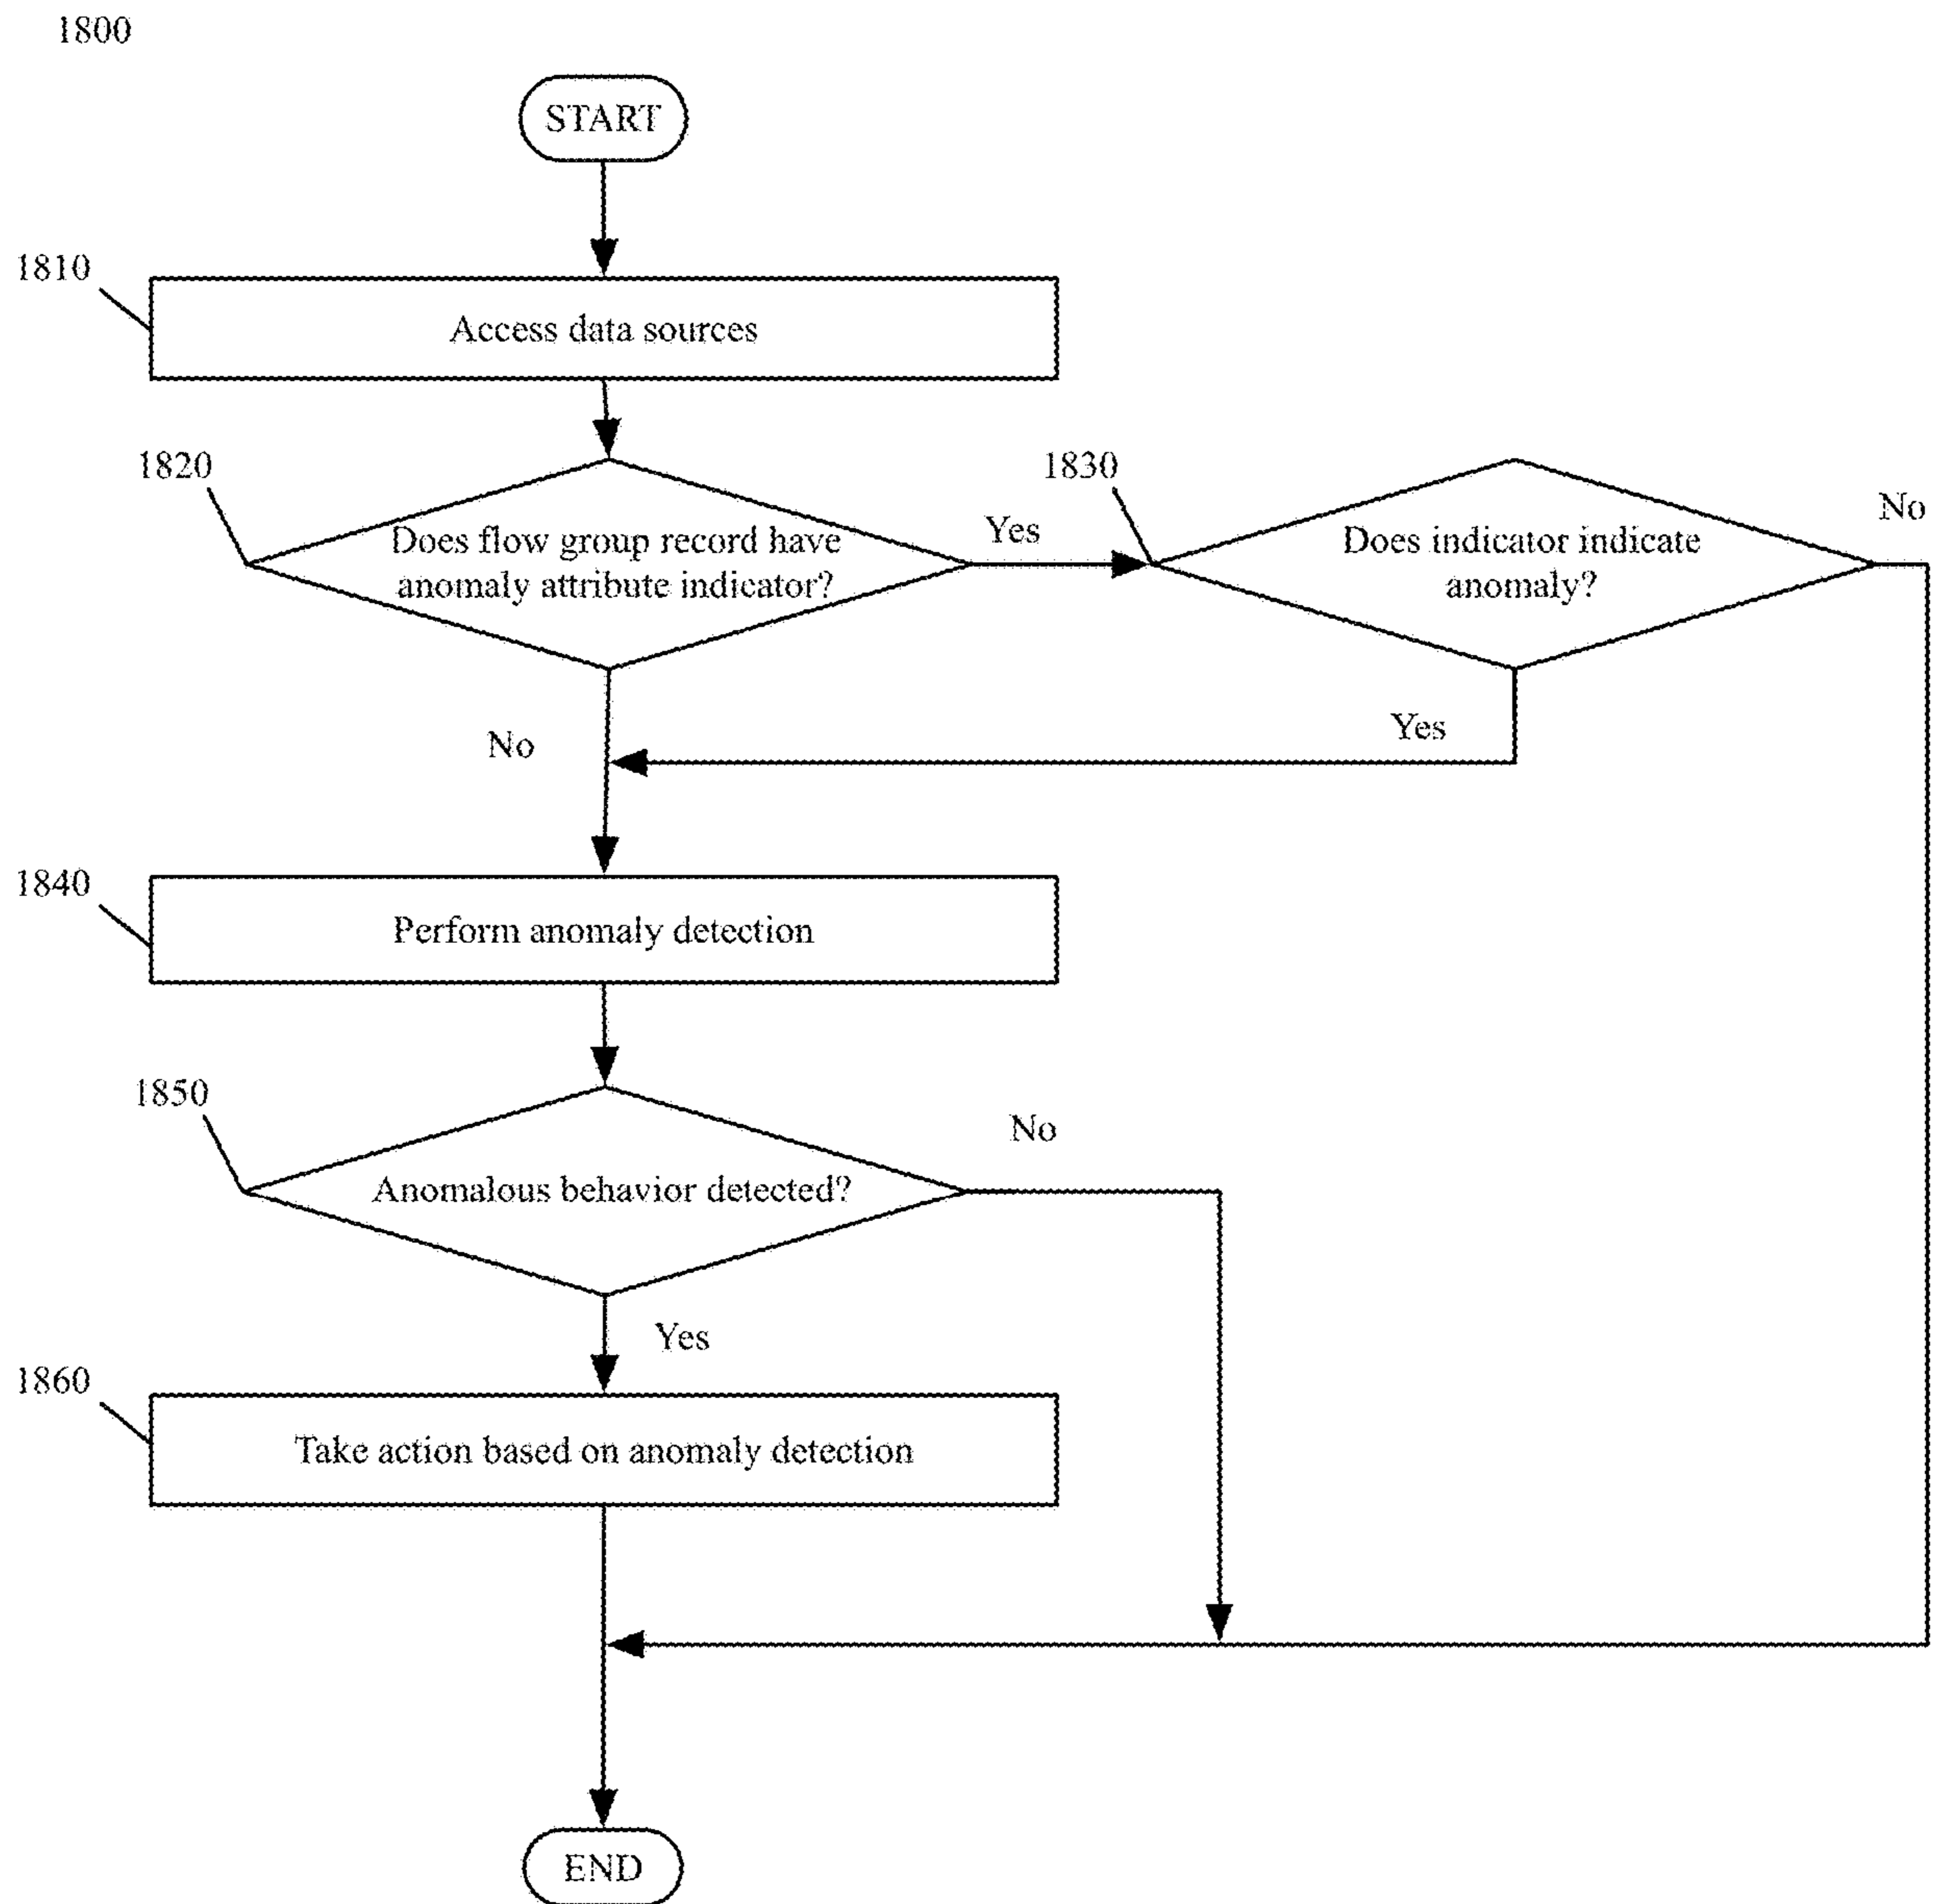 1800
START
1810
Access data sources
1820
1830
Does flow group record have
anomaly attribute indicator?
Yes
Does indicator indicate
anomaly?
No
No
Yes
1840
Perform anomaly detection
1850
Anomalous behavior detected?
No
Yes
1860
Take action based on anomaly detection
END